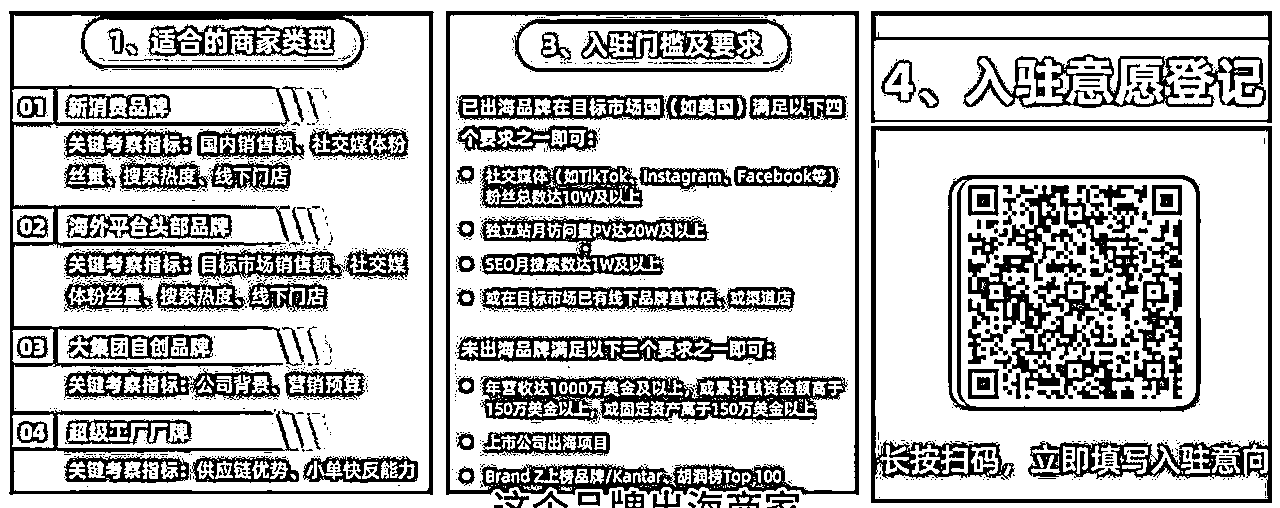 1、适合的商家类型
01 新消费品牌
关键考察指标：国内销售额、社交媒体粉
丝量、搜索热度、线下门店
02 海外平台头部品牌
关键考察指标：目标市场销售额、社交媒
体粉丝量、搜索热度、线下门店
03 大集团自创品牌
关键考察指标：公司背景、营销预算
04 超级工厂厂牌
关键考察指标：供应链优势、小单快反能力
3、入驻门槛及要求
已出海品牌在目标市场国（如美国）满足以下四
个要求之一即可：
社交媒体（如TikTok、Instagram、Facebook等）
粉丝总数达10W及以上
独立站月访问量PV达20W及以上
SEO月搜索数达1W及以上
或在目标市场已有线下品牌直营店、或渠道店
未出海品牌满足以下三个要求之一即可：
年营收达1000万美金及以上，或累计融资金额高于
150万美金以上，或固定资产高于150万美金以上
上市公司出海项目
Brand Z上榜品牌/Kantar、胡润榜Top 100
这个品牌出海商家
4、入驻意愿登记
长按扫码，立即填写入驻意向